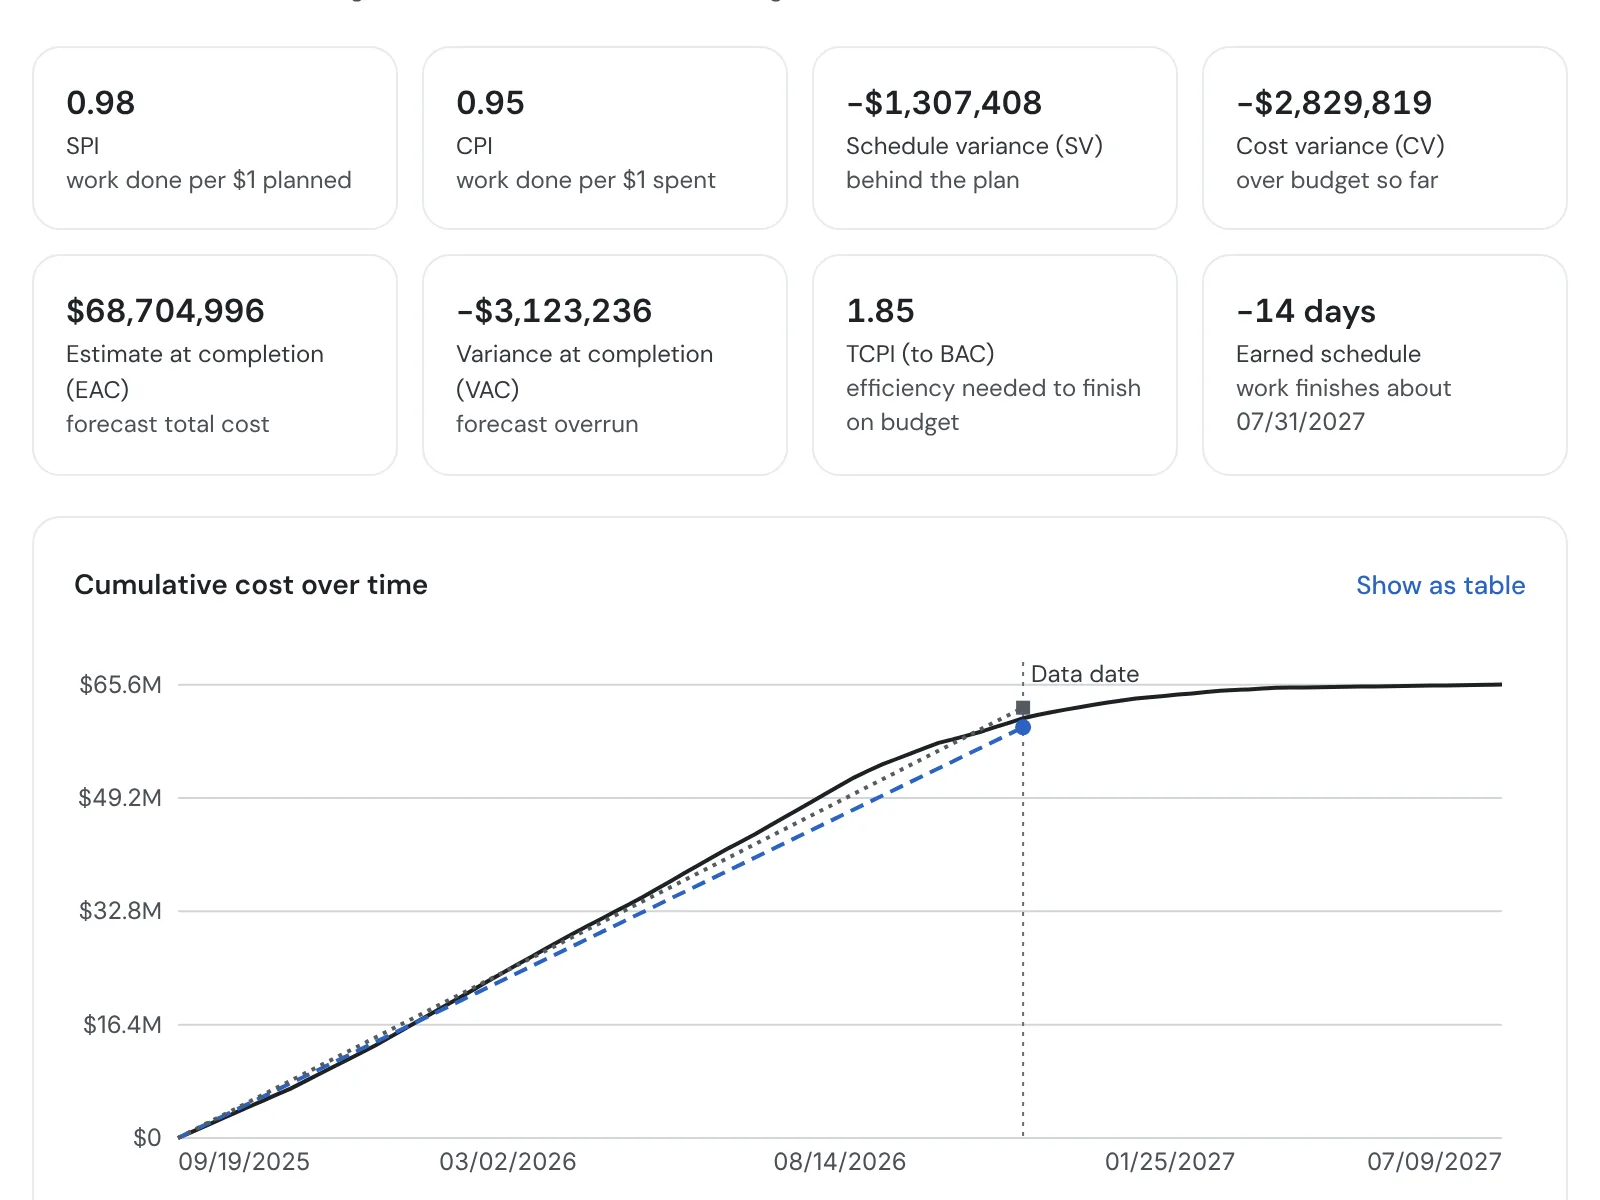 0.98
SPI
work done per $1 planned
0.95
CPI
work done per $1 spent
-$1,307,408
Schedule variance (SV)
behind the plan
-$2,829,819
Cost variance (CV)
over budget so far
$68,704,996
Estimate at completion
(EAC)
forecast total cost
-$3,123,236
Variance at completion
(VAC)
forecast overrun
1.85
TCPI (to BAC)
efficiency needed to finish
on budget
-14 days
Earned schedule
work finishes about
07/31/2027
Cumulative cost over time
Show as table
Data date
$65.6M
$49.2M
$32.8M
$16.4M
$0
09/19/2025
03/02/2026
08/14/2026
01/25/2027
07/09/2027